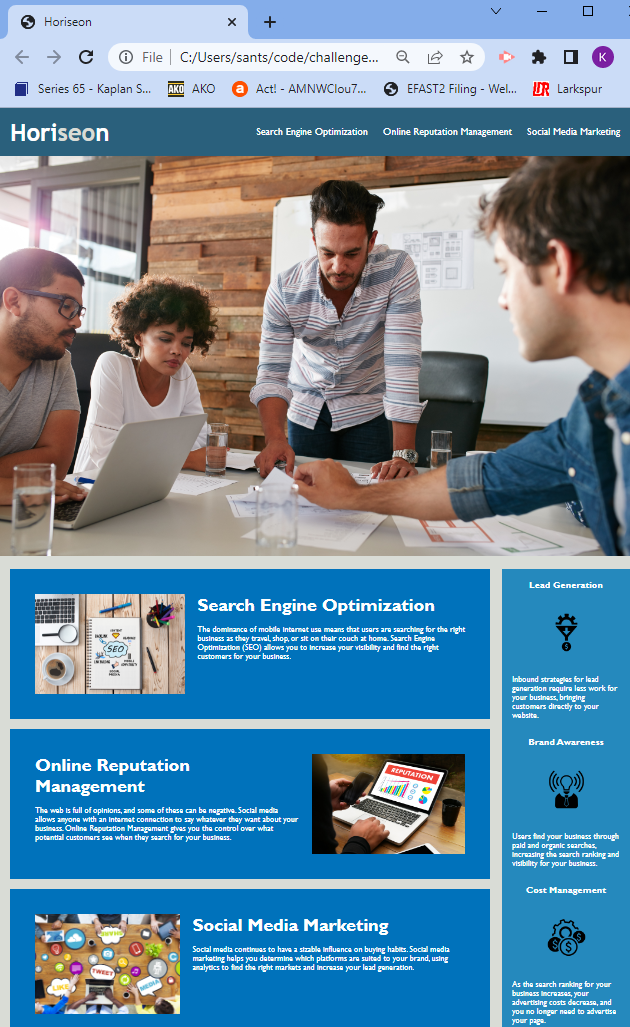 Horiseon
File
C:/Users/sants/code/challenge...
K
Series 65 - Kaplan S...
AKO
AKO
a
Act! - AMNWClou7...
EFAST2 Filing - Wel...
Larkspur
Horiseon
Search Engine Optimization
Online Reputation Management
Social Media Marketing
Search Engine Optimization
The dominance of mobile internet use means that users are searching for the right
business as they travel, shop, or sit on their couch at home. Search Engine
Optimization (SEO) allows you to increase your visibility and find the right
customers for your business.
SEO
Online Reputation
Management
The web is full of opinions, and some of these can be negative. Social media
allows anyone with an internet connection to say whatever they want about your
business. Online Reputation Management gives you the control over what
potential customers see when they search for your business.
REPUTATION
SHARE
TWEET
LIKE
MEDIA
Social Media Marketing
Social media continues to have a sizable influence on buying habits. Social media
marketing helps you determine which platforms are suited to your brand, using
analytics to find the right markets and increase your lead generation.
Lead Generation
Inbound strategies for lead
generation require less work for
your business, bringing
customers directly to your
website.
Brand Awareness
Users find your business through
paid and organic searches,
increasing the search ranking and
visibility for your business.
Cost Management
As the search ranking for your
business increases, your
advertising costs decrease, and
you no longer need to advertise
your page.